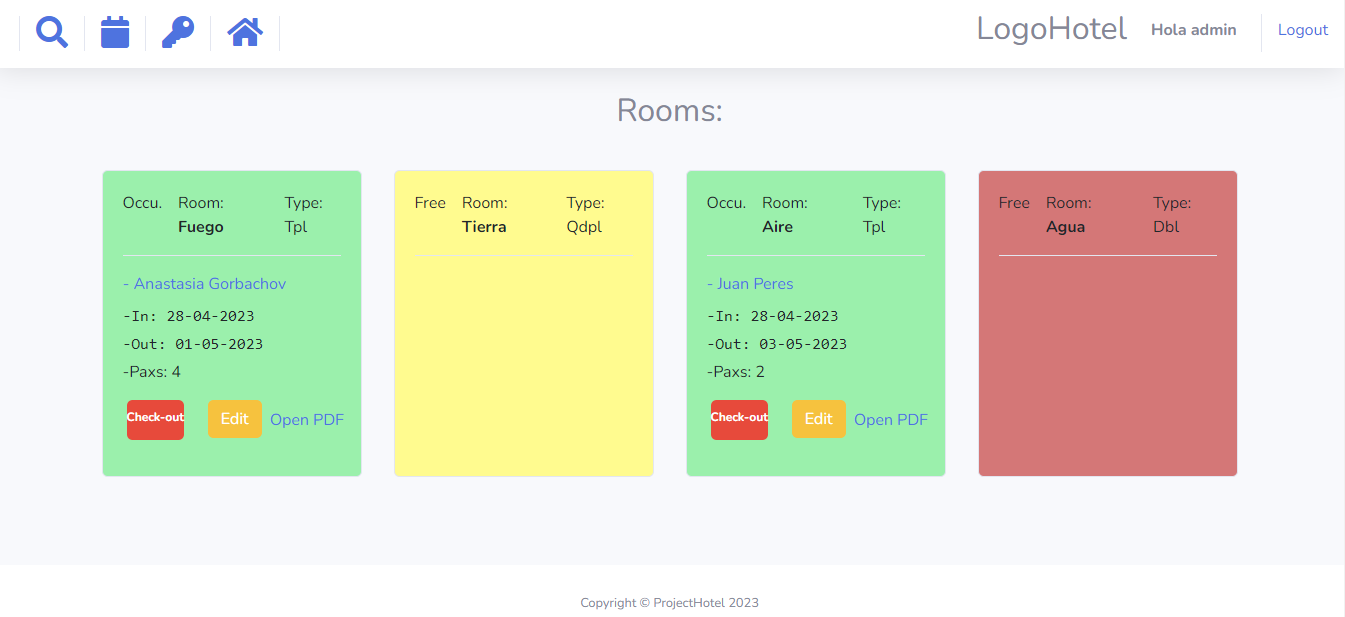 LogoHotel Hola admin Logout
Rooms:
Occu. Room: Type:
Fuego Tpl
- Anastasia Gorbachov
-In: 28-04-2023
-Out: 01-05-2023
-Paxs: 4
Check-out Edit Open PDF
Free Room: Type:
Tierra Qdpl
Occu. Room: Type:
Aire Tpl
- Juan Peres
-In: 28-04-2023
-Out: 03-05-2023
-Paxs: 2
Check-out Edit Open PDF
Free Room: Type:
Agua Dbl
Copyright © ProjectHotel 2023